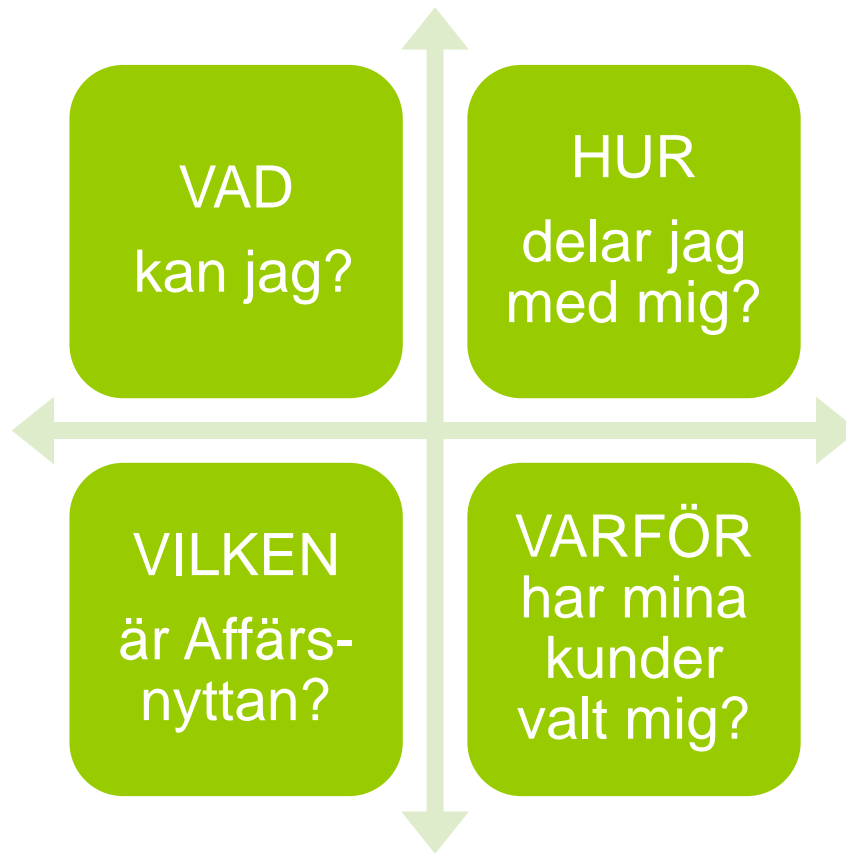 VAD
kan jag?
HUR
delar jag
med mig?
VILKEN
är Affärs-
nyttan?
VARFÖR
har mina
kunder
valt mig?